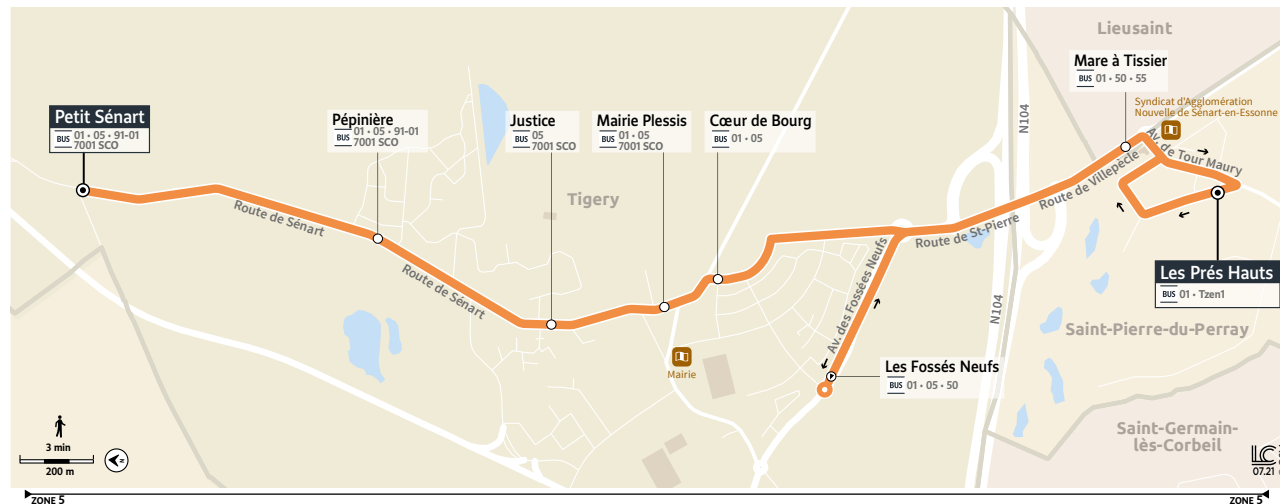 Lieusaint
Mare à Tissier
BUS 01 • 50 • 55
Syndicat d'Agglomération
Nouvelle de Sénart-en-Essonne
Petit Sénart
BUS 01 • 05 • 91-01
7001 SCO
Pépinière
BUS 01 • 05 • 91-01
7001 SCO
Justice
BUS 05
7001 SCO
Mairie Plessis
BUS 01 • 05
7001 SCO
Cœur de Bourg
BUS 01 • 05
N104
Av. de Tour Maury
Route de Villepècle
Tigery
Route de Sénart
Route de St-Pierre
Route de Sénart
Av. des Fossées Neufs
Les Prés Hauts
BUS 01 • Tzen1
N104
Saint-Pierre-du-Perray
Mairie
Les Fossés Neufs
BUS 01 • 05 • 50
Saint-Germain-
lès-Corbeil
3 min
200 m
LC
07.21
ZONE 5
ZONE 5